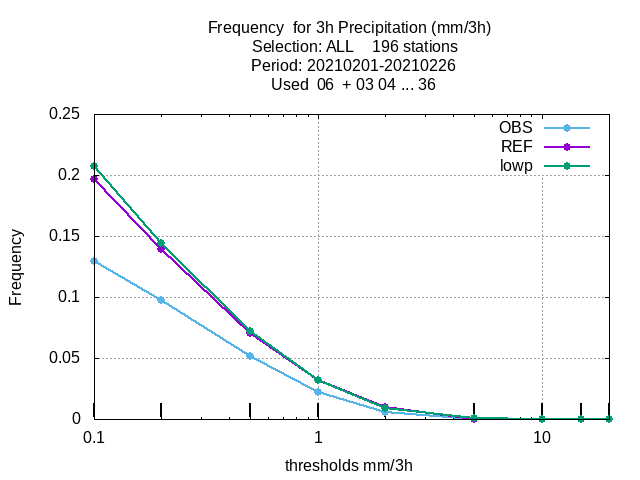 Frequency  for 3h Precipitation (mm/3h)
Selection: ALL    196 stations
Period: 20210201-20210226
Used  06  + 03 04 ... 36
0.25
OBS
REF
lowp
0.2
0.15
0.1
0.05
0
Frequency
0.1 1 10
thresholds mm/3h